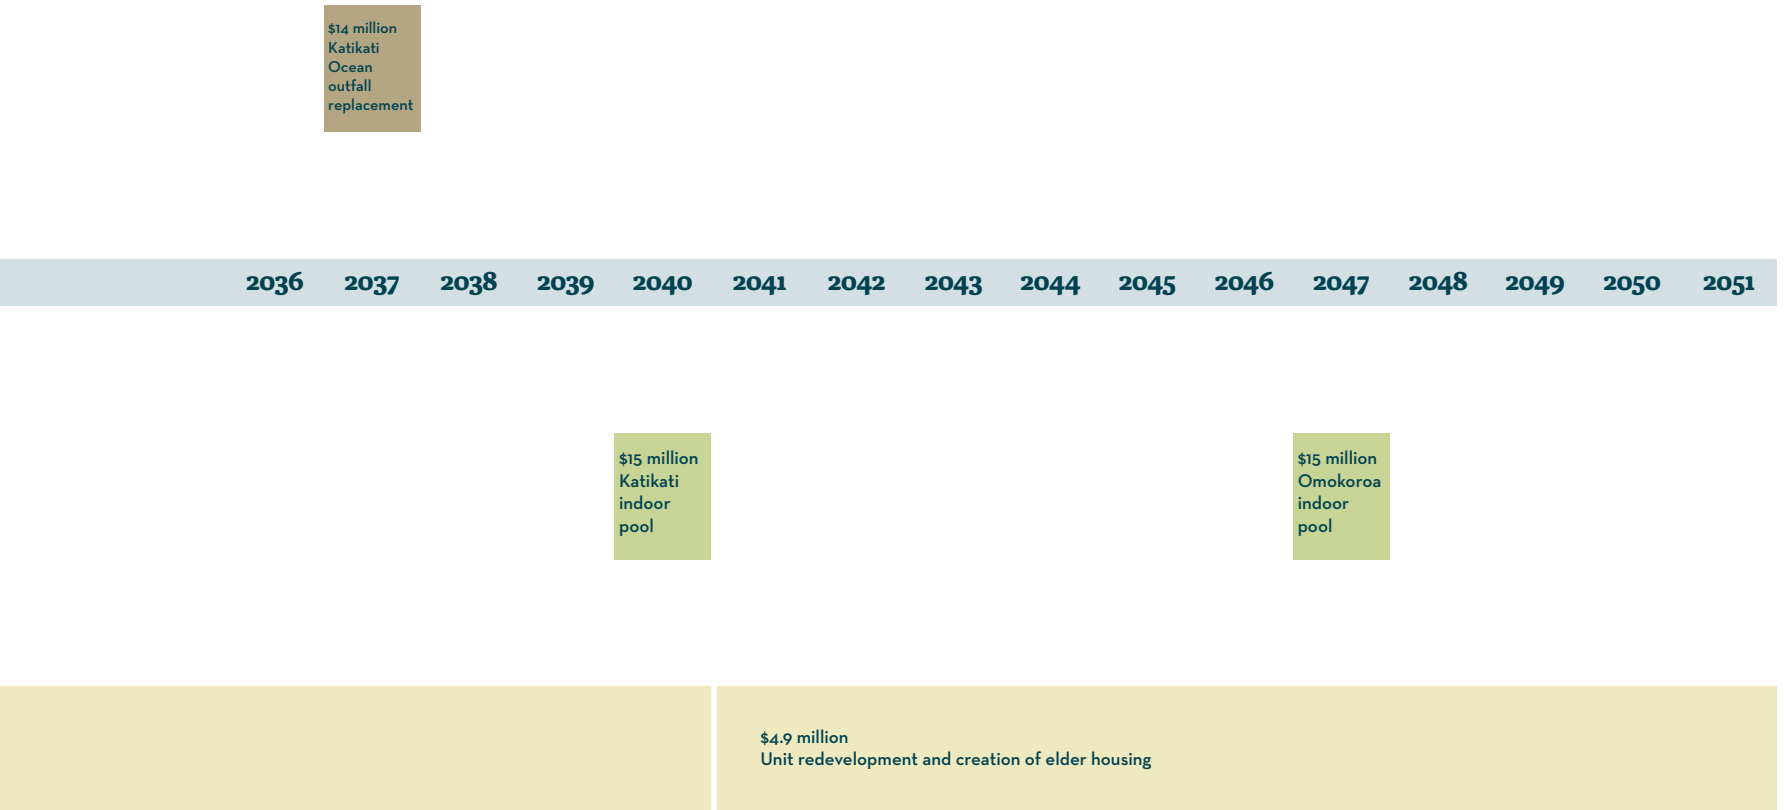 $14 million
Katikati
Ocean
outfall
replacement
2036 2037 2038 2039 2040 2041 2042 2043 2044 2045 2046 2047 2048 2049 2050 2051
$15 million
Katikati
indoor
pool
$15 million
Omokoroa
indoor
pool
$4.9 million
Unit redevelopment and creation of elder housing